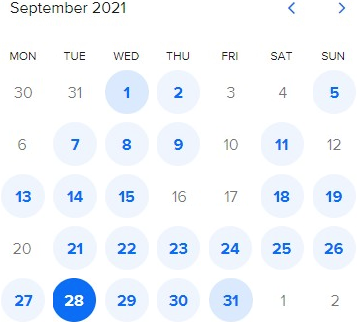 September 2021
MON TUE WED THU FRI SAT SUN
30 31 1 2 3 4 5
6 7 8 9 10 11 12
13 14 15 16 17 18 19
20 21 22 23 24 25 26
27 28 29 30 31 1 2